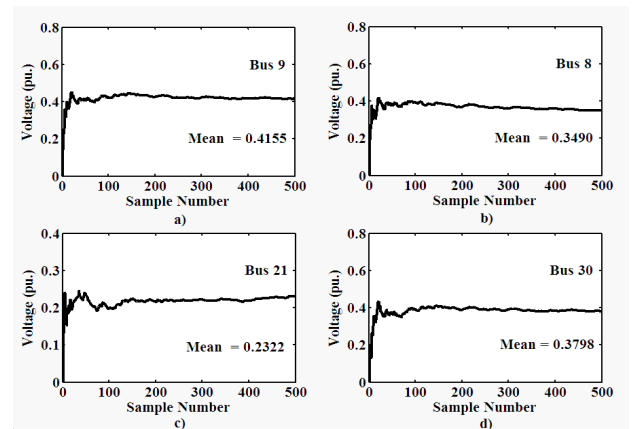 0.8
0.6
0.4
0.2
0
Voltage (pu.)
Bus 9
Mean = 0.4155
0 100 200 300 400 500
Sample Number
a)
0.8
0.6
0.4
0.2
0
Voltage (pu.)
Bus 8
Mean = 0.3490
0 100 200 300 400 500
Sample Number
b)
0.4
0.3
0.2
0.1
0
Voltage (pu.)
Bus 21
Mean = 0.2322
0 100 200 300 400 500
Sample Number
c)
0.8
0.6
0.4
0.2
0
Voltage (pu.)
Bus 30
Mean = 0.3798
0 100 200 300 400 500
Sample Number
d)